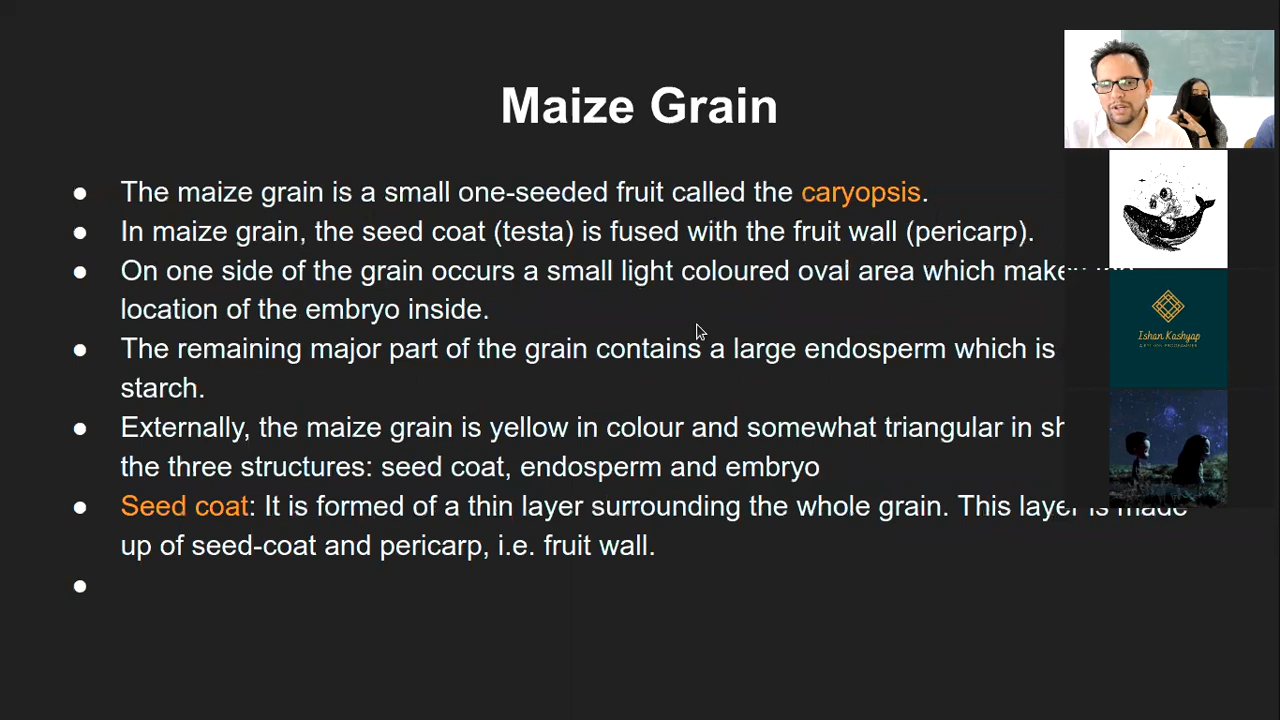 Maize Grain
● The maize grain is a small one-seeded fruit called the caryopsis.
● In maize grain, the seed coat (testa) is fused with the fruit wall (pericarp).
● On one side of the grain occurs a small light coloured oval area which
location of the embryo inside.
● The remaining major part of the grain contains a large endosperm which is
starch.
● Externally, the maize grain is yellow in colour and somewhat triangular in
the three structures: seed coat, endosperm and embryo
● Seed coat: It is formed of a thin layer surrounding the whole grain. This layer is made
up of seed-coat and pericarp, i.e. fruit wall.
●
Ishan Kashyap